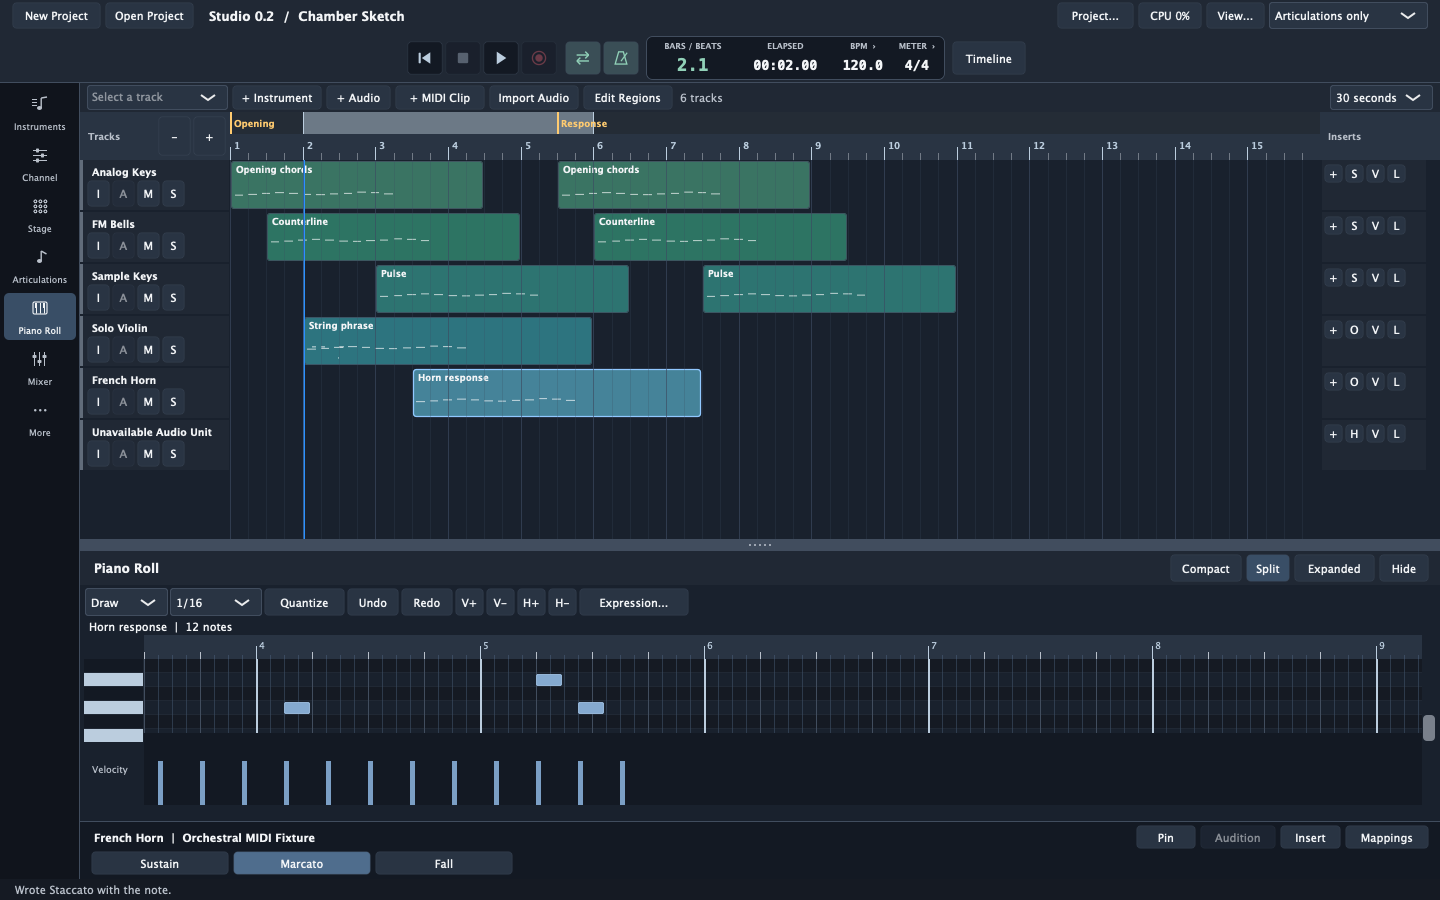 New Project Open Project Studio 0.2 / Chamber Sketch Project... CPU 0% View... Articulations only
BARS / BEATS ELAPSED BPM › METER ›
2.1 00:02.00 120.0 4/4 Timeline
Select a track + Instrument + Audio + MIDI Clip Import Audio Edit Regions 6 tracks 30 seconds
Instruments
Channel
Stage
Articulations
Piano Roll
Mixer
More
Opening Response
Tracks - + Inserts
1 2 3 4 5 6 7 8 9 10 11 12 13 14 15
Analog Keys
I A M S
Opening chords Opening chords
+ S V L
FM Bells
I A M S
Counterline Counterline
+ S V L
Sample Keys
I A M S
Pulse Pulse
+ S V L
Solo Violin
I A M S
String phrase
+ O V L
French Horn
I A M S
Horn response
+ O V L
Unavailable Audio Unit
I A M S
+ H V L
Piano Roll Compact Split Expanded Hide
Draw 1/16 Quantize Undo Redo V+ V- H+ H- Expression...
Horn response | 12 notes
4 5 6 7 8 9
Velocity
French Horn | Orchestral MIDI Fixture Pin Audition Insert Mappings
Sustain Marcato Fall
Wrote Staccato with the note.